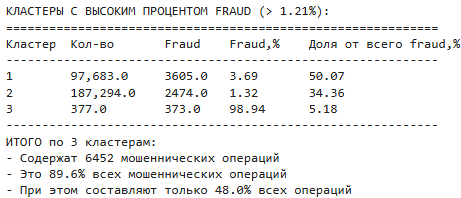 КЛАСТЕРЫ С ВЫСОКИМ ПРОЦЕНТОМ FRAUD (> 1.21%):
============================================================
Кластер Кол-во Fraud Fraud,% Доля от всего fraud,%
------------------------------------------------------------
1 97,683.0 3605.0 3.69 50.07
2 187,294.0 2474.0 1.32 34.36
3 377.0 373.0 98.94 5.18
------------------------------------------------------------
ИТОГО по 3 кластерам:
- Содержат 6452 мошеннических операций
- Это 89.6% всех мошеннических операций
- При этом составляют только 48.0% всех операций